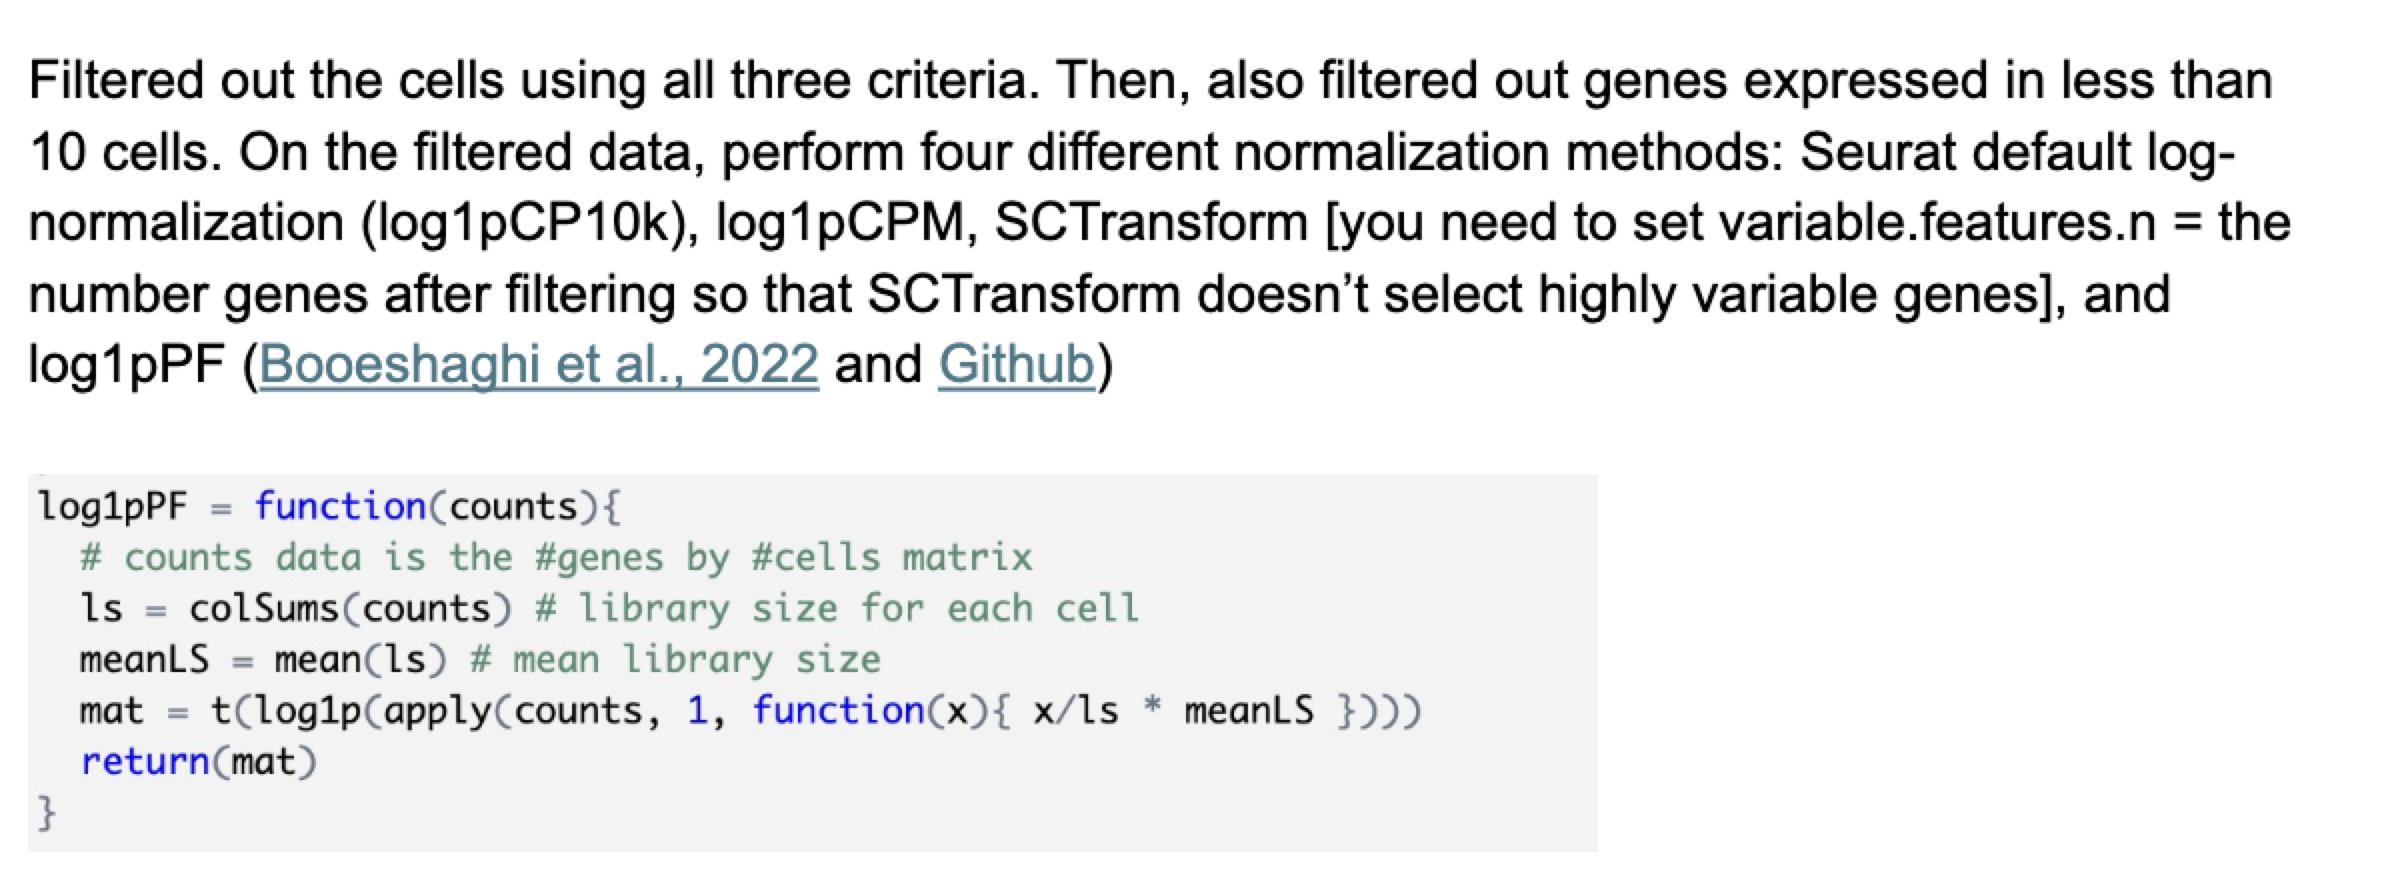 Filtered out the cells using all three criteria. Then, also filtered out genes expressed in less than
10 cells. On the filtered data, perform four different normalization methods: Seurat default log-
normalization (log1pCP10k), log1pCPM, SCTransform [you need to set variable.features.n = the
number genes after filtering so that SCTransform doesn’t select highly variable genes], and
log1pPF (Booeshaghi et al., 2022 and Github)
log1pPF = function(counts){
  # counts data is the #genes by #cells matrix
  ls = colSums(counts) # library size for each cell
  meanLS = mean(ls) # mean library size
  mat = t(log1p(apply(counts, 1, function(x){ x/ls * meanLS })))
  return(mat)
}